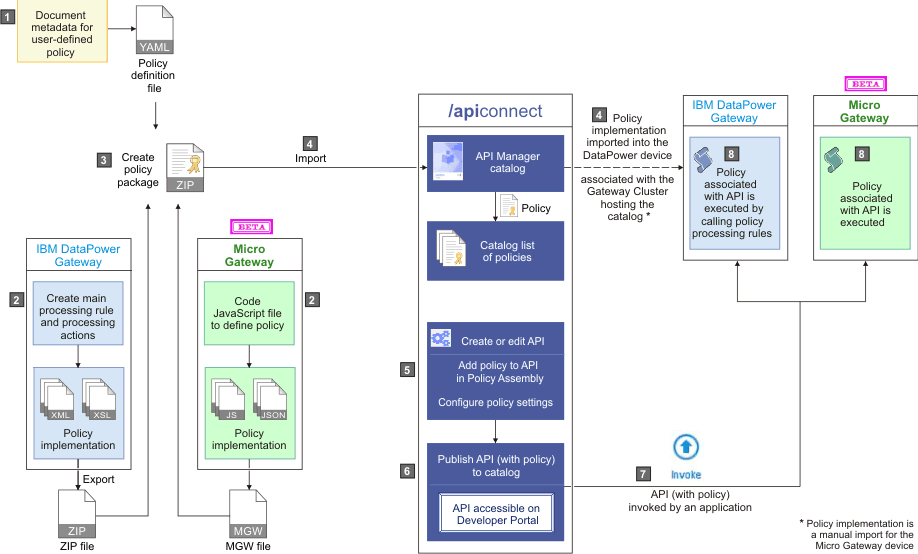 1
Document
metadata for
user-defined
policy
YAML
Policy
definition
file
3
Create
policy
package
ZIP
4
Import
BETA
IBM DataPower
Gateway
2
Create main
processing rule
and processing
actions
XML
XSL
Policy
implementation
Export
ZIP
ZIP file
Micro
Gateway
2
Code
JavaScript file
to define policy
JS
JSON
Policy
implementation
MGW
MGW file
/apiconnect
API Manager
catalog
Policy
Catalog list
of policies
5
Create or edit API
Add policy to API
in Policy Assembly
Configure policy settings
6
Publish API (with policy)
to catalog
API accessible on
Developer Portal
4
Policy
implementation
imported into the
DataPower device
associated with the
Gateway Cluster
hosting the
catalog *
7
Invoke
API (with policy)
invoked by an application
IBM DataPower
Gateway
8
Policy
associated
with API is
executed by
calling policy
processing rules
BETA
Micro
Gateway
8
Policy
associated
with API is
executed
* Policy implementation is
a manual import for the
Micro Gateway device